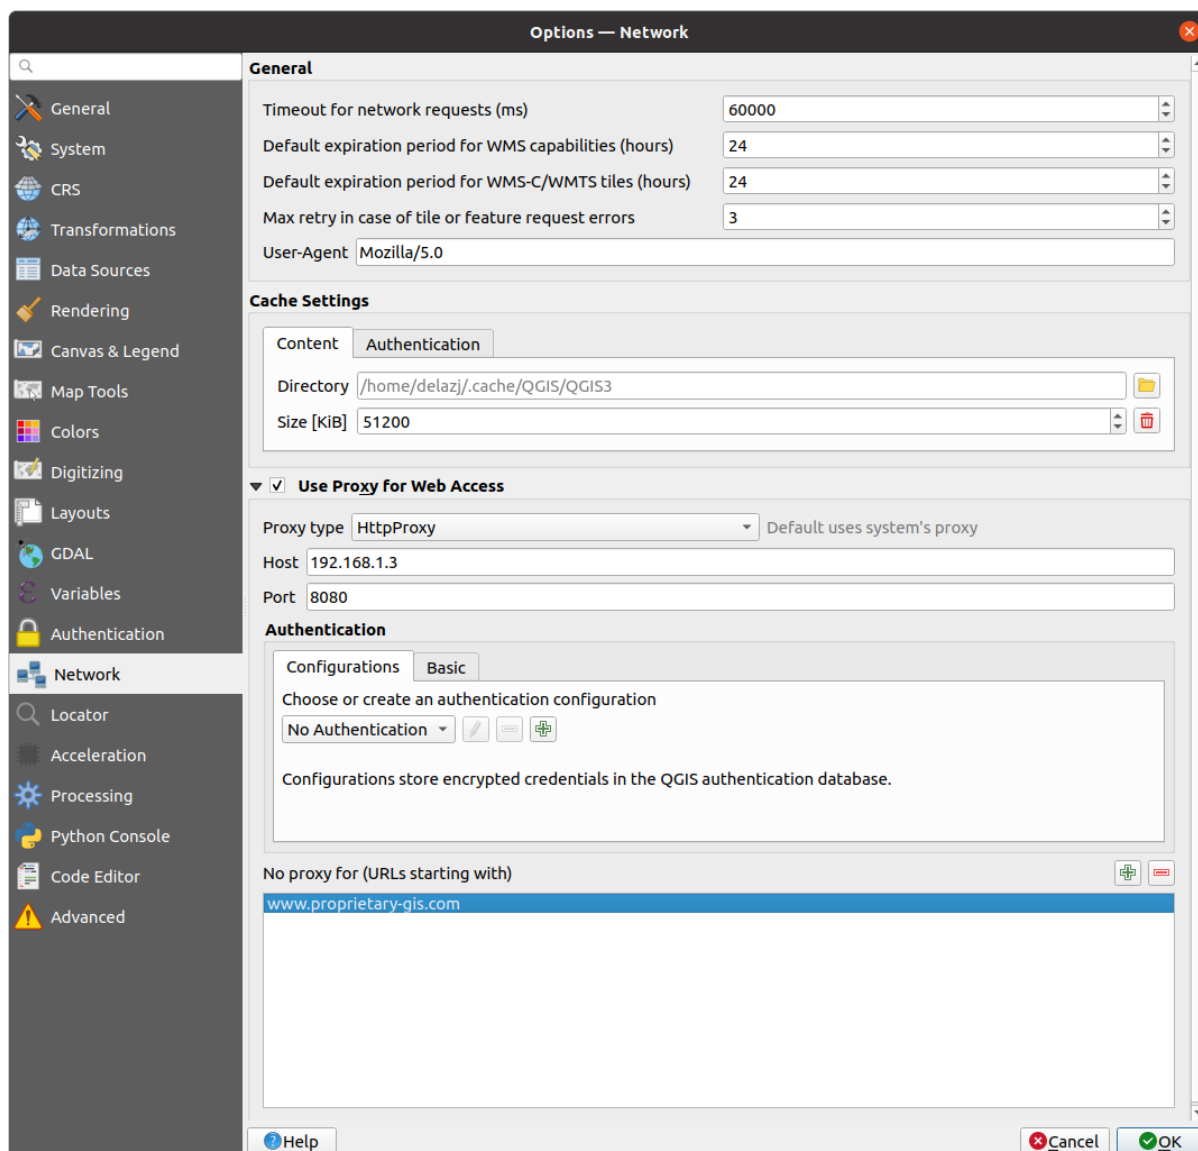 Options — Network
General
System
CRS
Transformations
Data Sources
Rendering
Canvas & Legend
Map Tools
Colors
Digitizing
Layouts
GDAL
Variables
Authentication
Network
Locator
Acceleration
Processing
Python Console
Code Editor
Advanced
General
Timeout for network requests (ms) 60000
Default expiration period for WMS capabilities (hours) 24
Default expiration period for WMS-C/WMTS tiles (hours) 24
Max retry in case of tile or feature request errors 3
User-Agent Mozilla/5.0
Cache Settings
Content Authentication
Directory /home/delazj/.cache/QGIS/QGIS3
Size [KiB] 51200
Use Proxy for Web Access
Proxy type HttpProxy Default uses system's proxy
Host 192.168.1.3
Port 8080
Authentication
Configurations Basic
Choose or create an authentication configuration
No Authentication
Configurations store encrypted credentials in the QGIS authentication database.
No proxy for (URLs starting with)
www.proprietary-gis.com
Help Cancel OK